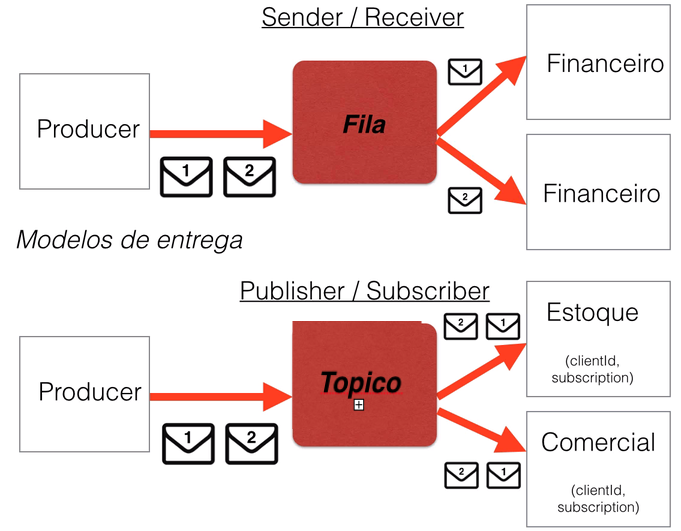 Sender / Receiver
Producer
1
2
Fila
1
Financeiro
2
Financeiro
Modelos de entrega
Publisher / Subscriber
Producer
1
2
Topico
2
1
Estoque
(clientId,
subscription)
2
1
Comercial
(clientId,
subscription)